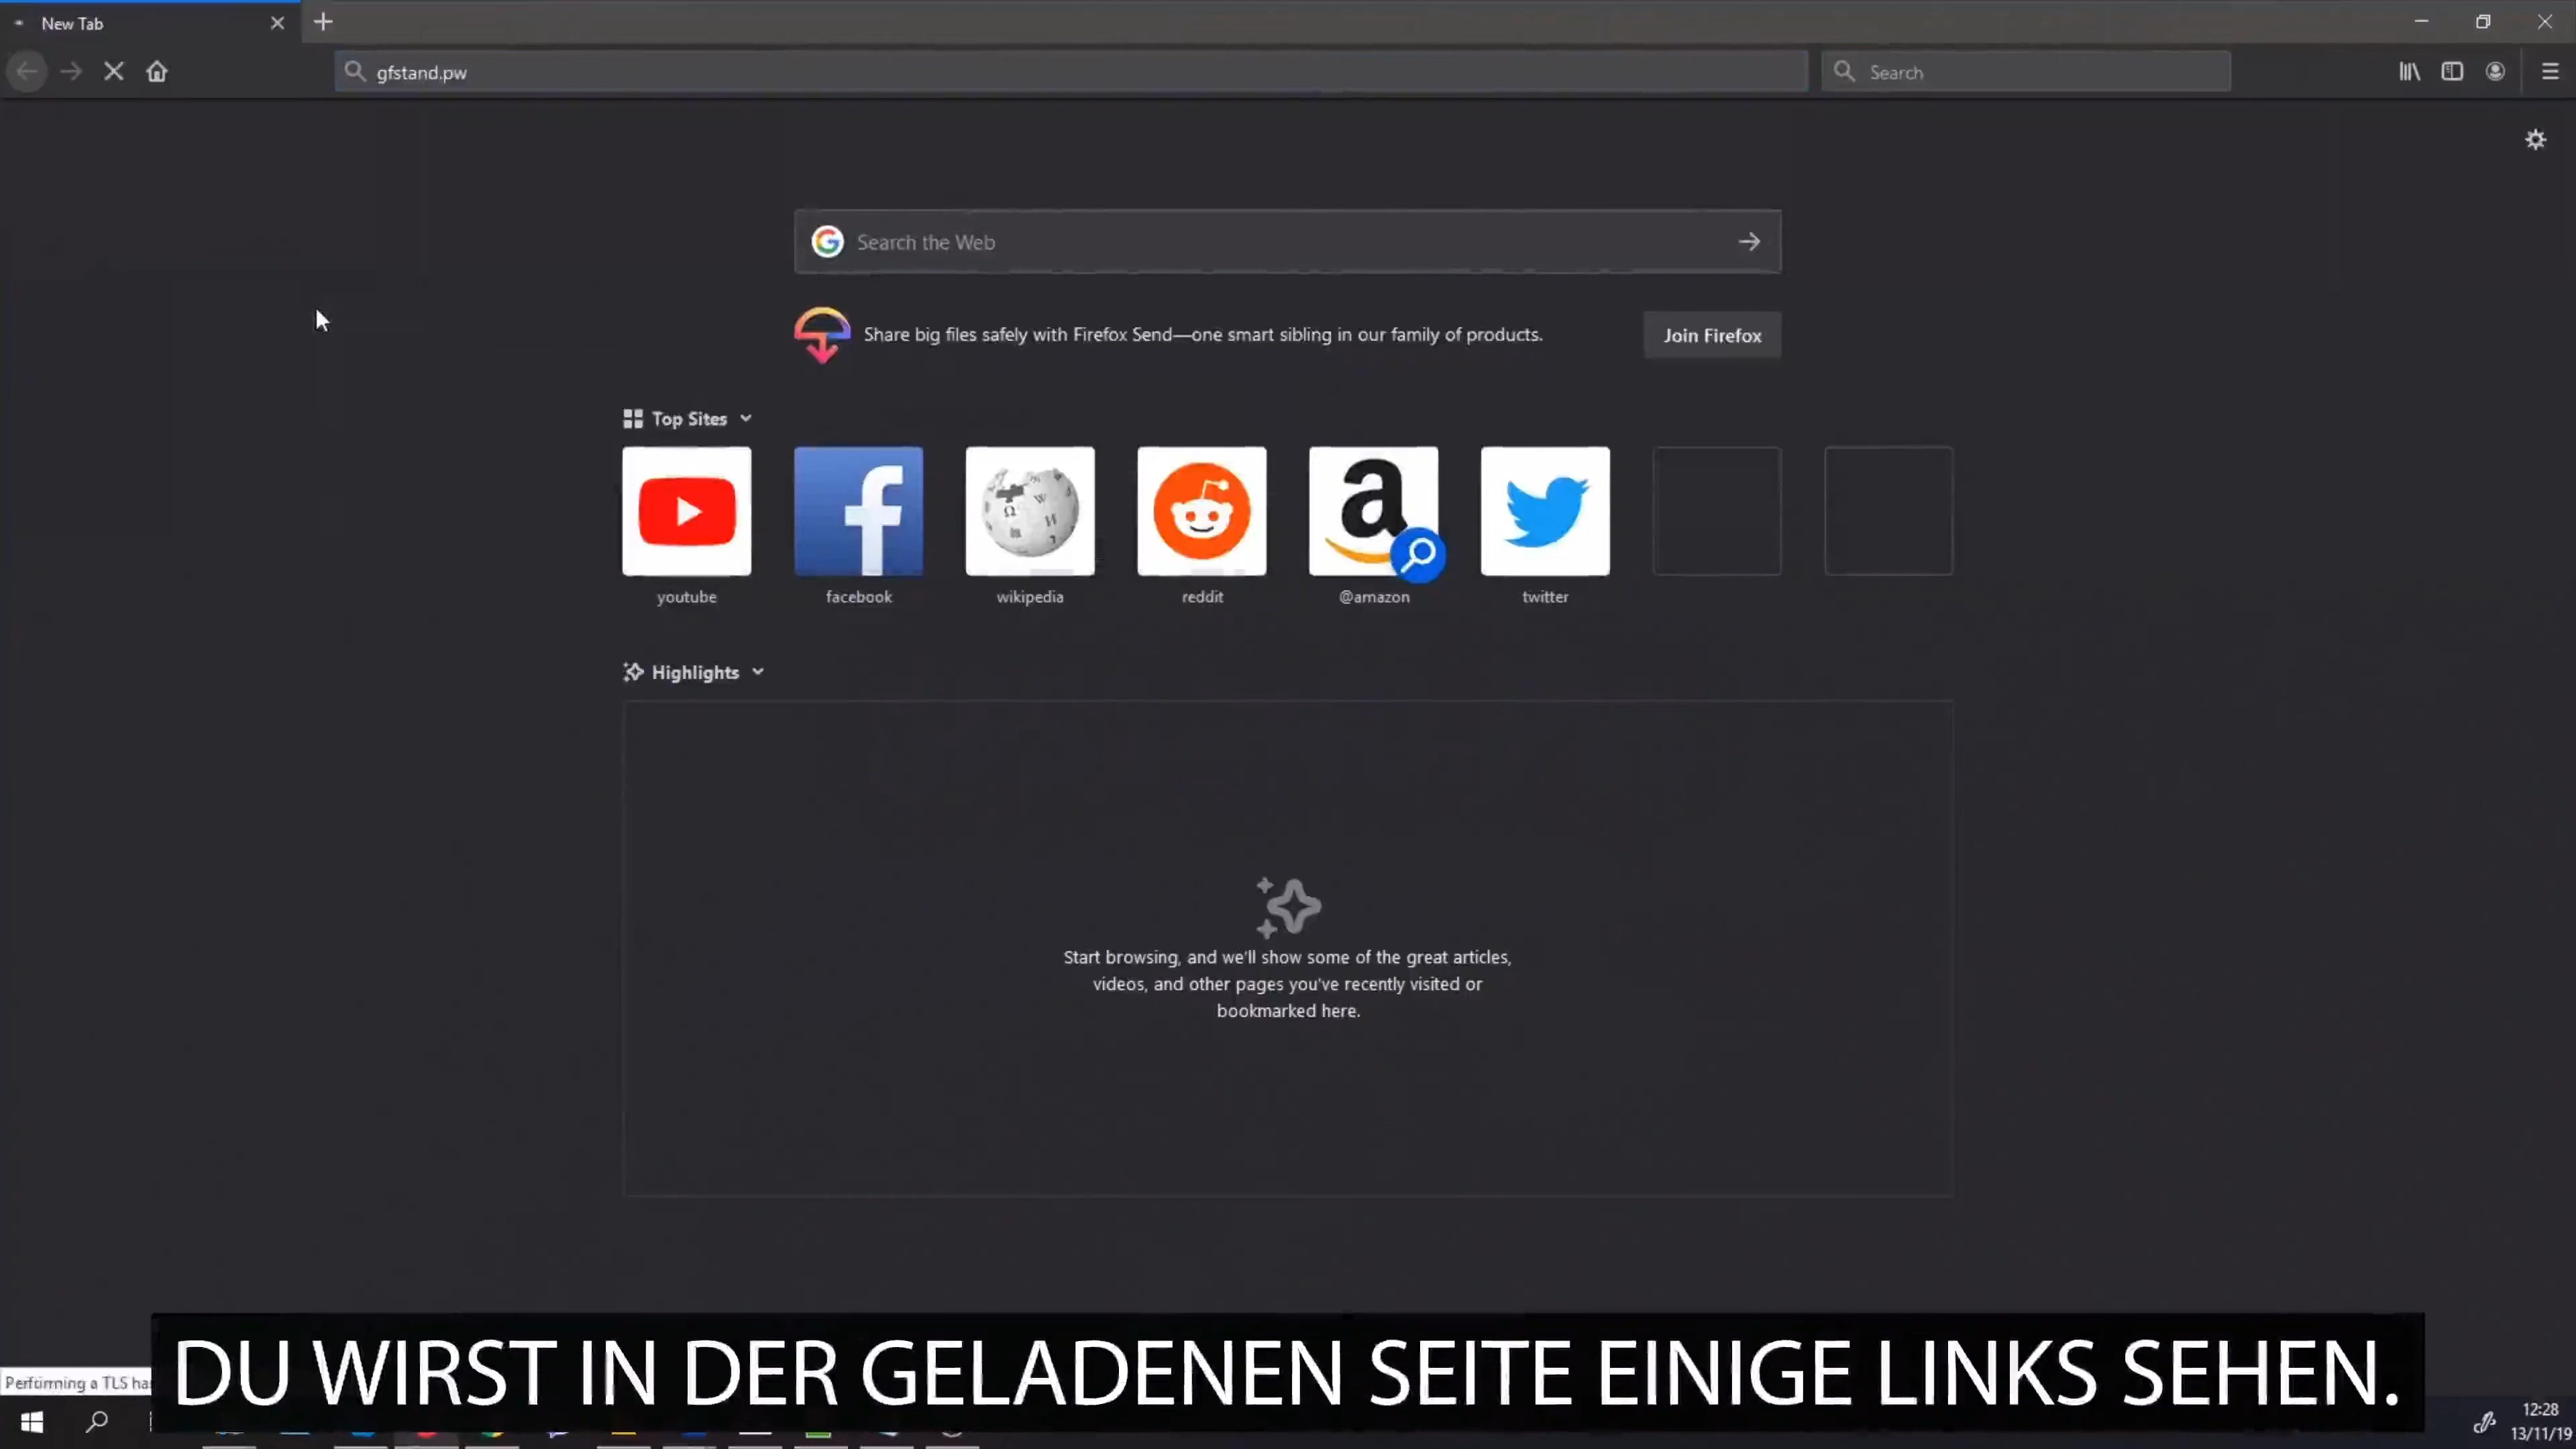 New Tab
gfstand.pw
Search
Search the Web
Share big files safely with Firefox Send—one smart sibling in our family of products.
Join Firefox
Top Sites
youtube
facebook
wikipedia
reddit
@amazon
twitter
Highlights
Start browsing, and we'll show some of the great articles,
videos, and other pages you've recently visited or
bookmarked here.
DU WIRST IN DER GELADENEN SEITE EINIGE LINKS SEHEN.
Performing a TLS ha
12:28
13/11/19